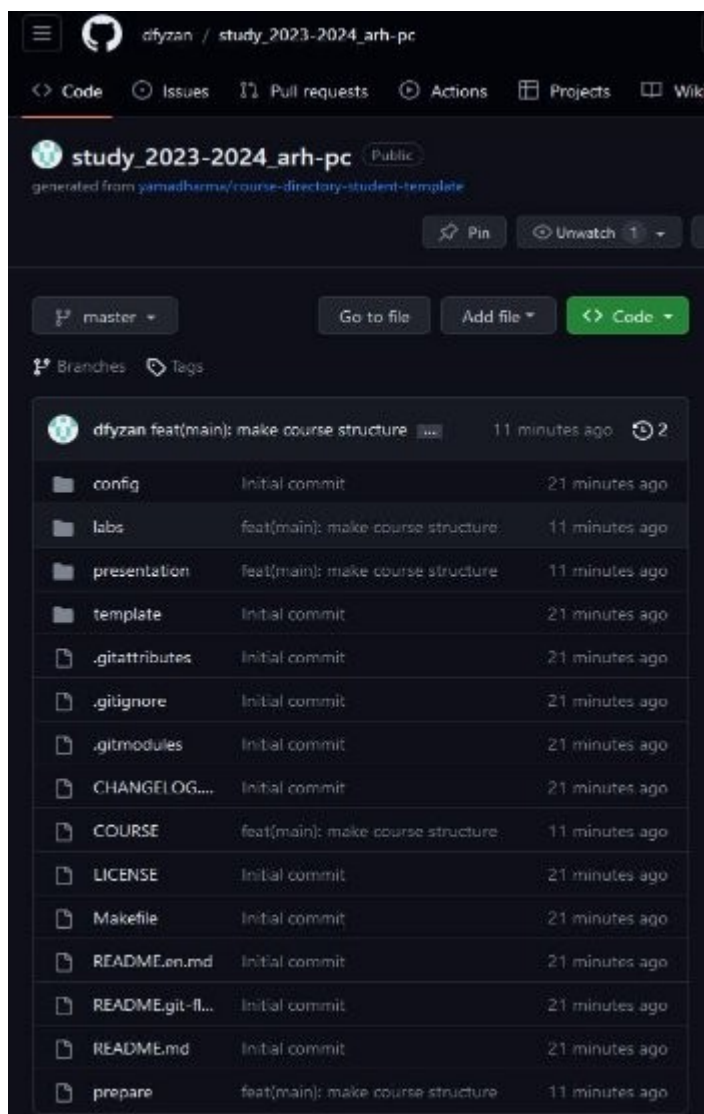 dfyzan / study_2023-2024_arh-pc
Code Issues Pull requests Actions Projects Wik
study_2023-2024_arh-pc Public
generated from yamadharma/course-directory-student-template
Pin Unwatch 1
master Go to file Add file Code
Branches Tags
dfyzan feat(main): make course structure ... 11 minutes ago 2
config Initial commit 21 minutes ago
labs feat(main): make course structure 11 minutes ago
presentation feat(main): make course structure 11 minutes ago
template Initial commit 21 minutes ago
.gitattributes Initial commit 21 minutes ago
.gitignore Initial commit 21 minutes ago
.gitmodules Initial commit 21 minutes ago
CHANGELOG.... Initial commit 21 minutes ago
COURSE feat(main): make course structure 11 minutes ago
LICENSE Initial commit 21 minutes ago
Makefile Initial commit 21 minutes ago
README.en.md Initial commit 21 minutes ago
README.git-fl... Initial commit 21 minutes ago
README.md Initial commit 21 minutes ago
prepare feat(main): make course structure 11 minutes ago